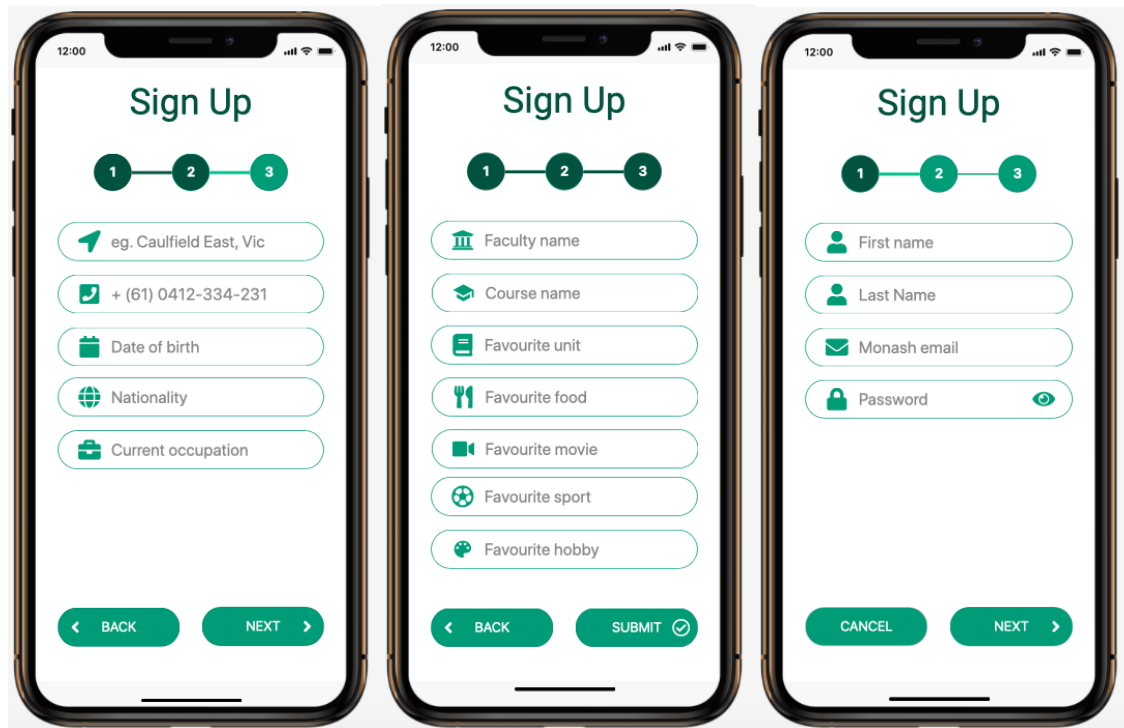 12:00
Sign Up
1 2 3
eg. Caulfield East, Vic
+ (61) 0412-334-231
Date of birth
Nationality
Current occupation
BACK NEXT
12:00
Sign Up
1 2 3
Faculty name
Course name
Favourite unit
Favourite food
Favourite movie
Favourite sport
Favourite hobby
BACK SUBMIT
12:00
Sign Up
1 2 3
First name
Last Name
Monash email
Password
CANCEL NEXT